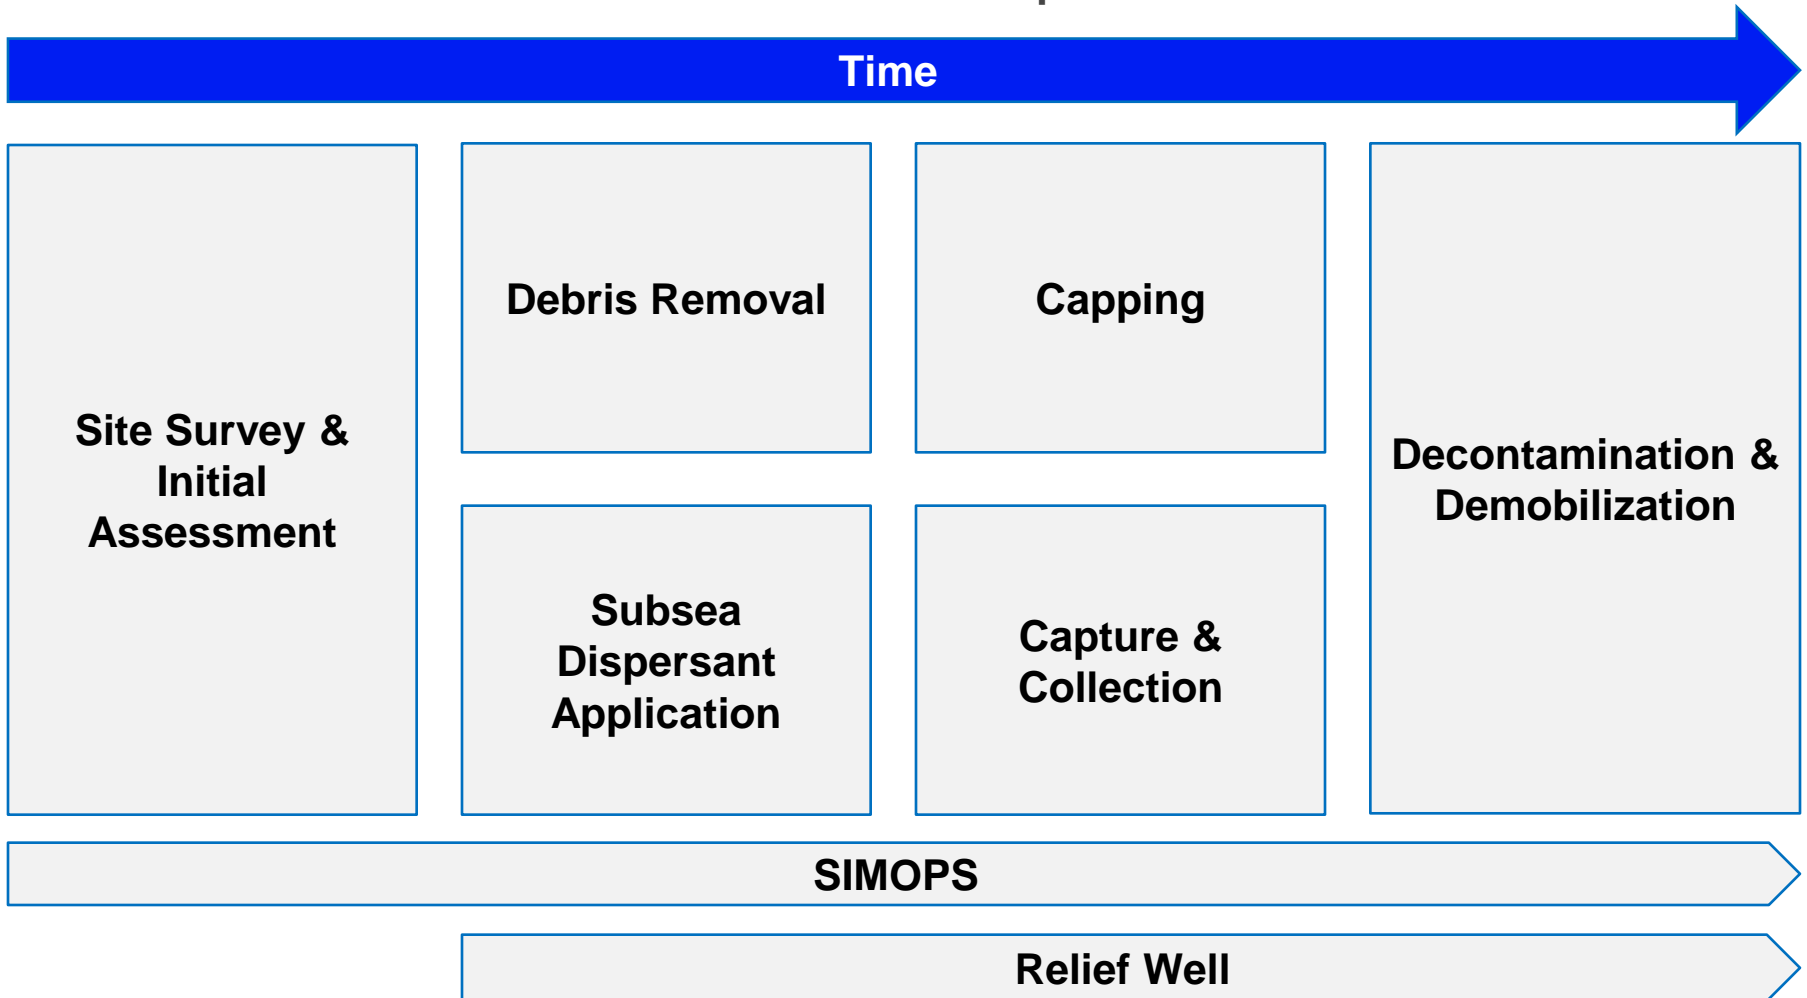 Time
Debris Removal
Capping
Site Survey &
Initial
Assessment
Decontamination &
Demobilization
Subsea
Dispersant
Application
Capture &
Collection
SIMOPS
Relief Well